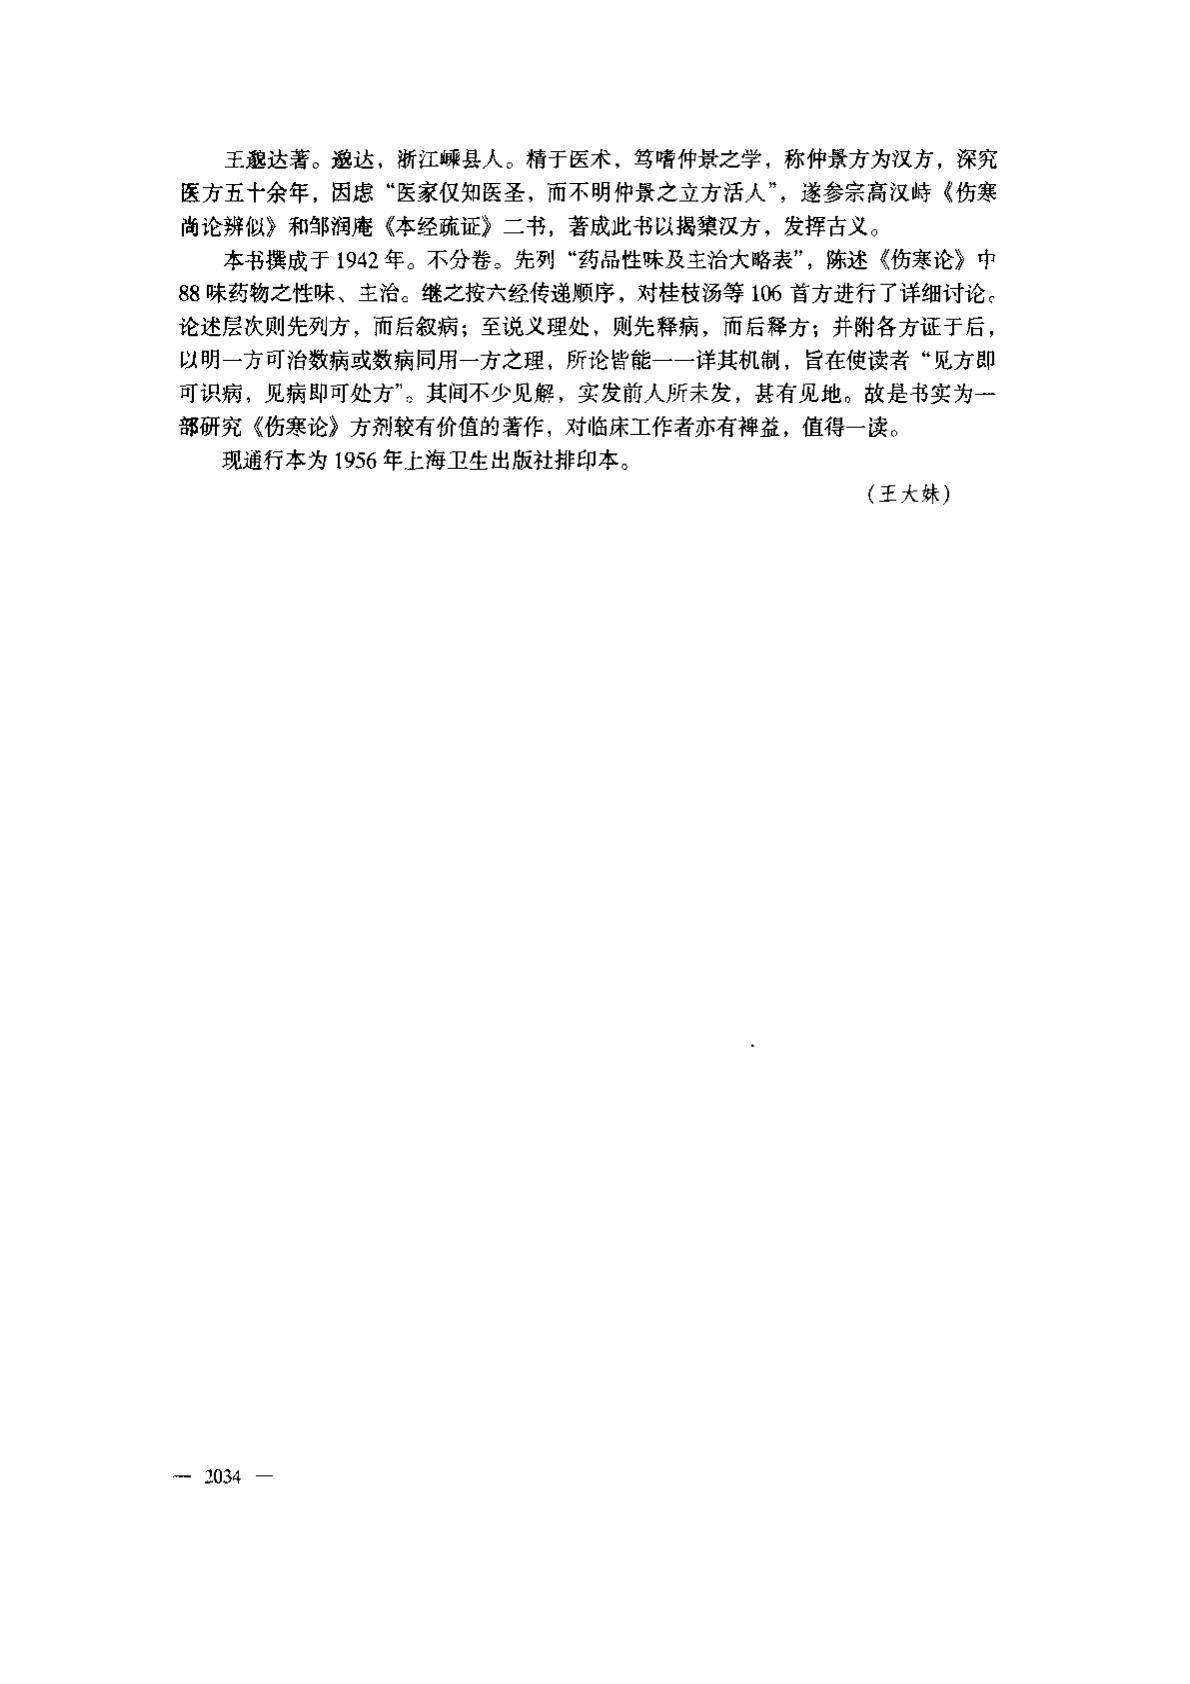 王邈达著。邈达，浙江嵊县人。精于医术，笃嗜仲景之学，称仲景方为汉方，深究
医方五十余年，因虑“医家仅知医圣，而不明仲景之立方活人”，遂参宗高汉峙《伤寒
尚论辨似》和邹润庵《本经疏证》二书，著成此书以揭橥汉方，发挥古义。
本书撰成于 1942 年。不分卷。先列“药品性味及主治大略表”，陈述《伤寒论》中
88 味药物之性味、主治。继之按六经传递顺序，对桂枝汤等 106 首方进行了详细讨论。
论述层次则先列方，而后叙病；至说义理处，则先释病，而后释方；并附各方证于后，
以明一方可治数病或数病同用一方之理，所论皆能一一详其机制，旨在使读者“见方即
可识病，见病即可处方”。其间不少见解，实发前人所未发，甚有见地。故是书实为一
部研究《伤寒论》方剂较有价值的著作，对临床工作者亦有裨益，值得一读。
现通行本为 1956 年上海卫生出版社排印本。
（王大妹）
— 2034 —